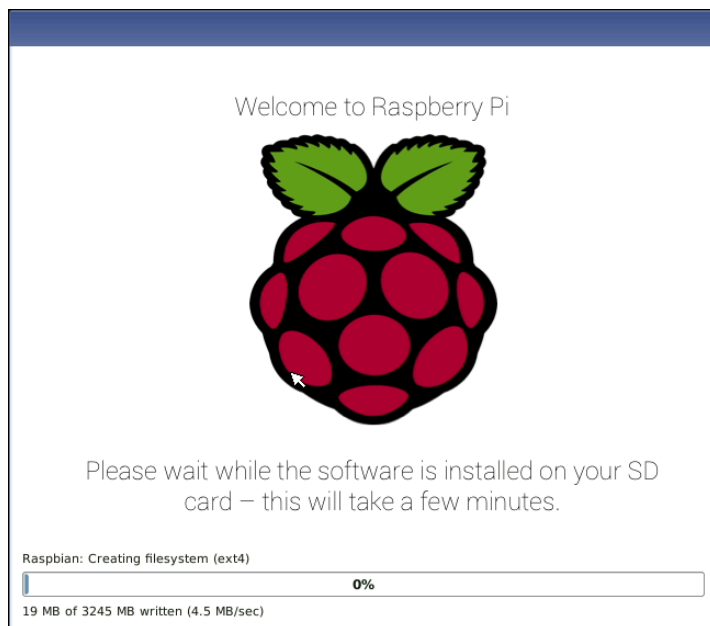 Welcome to Raspberry Pi
Please wait while the software is installed on your SD
card – this will take a few minutes.
Raspbian: Creating filesystem (ext4)
0%
19 MB of 3245 MB written (4.5 MB/sec)